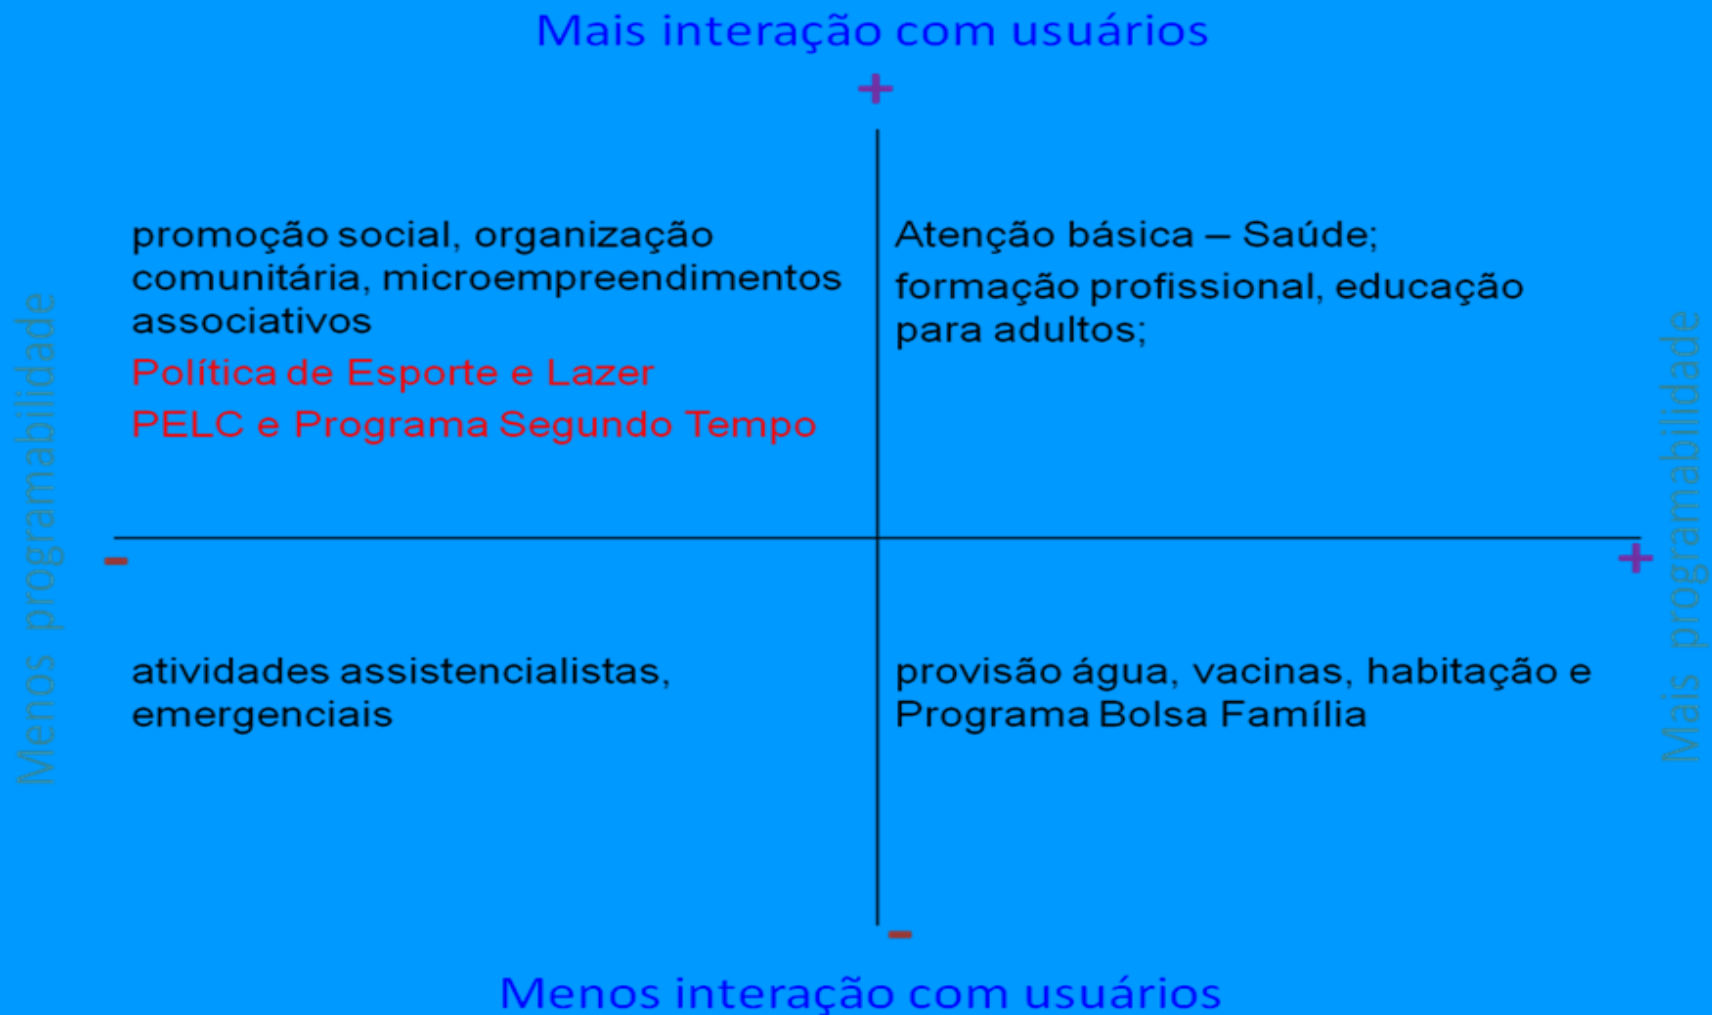 Mais interação com usuários
+
promoção social, organização
comunitária, microempreendimentos
associativos
Política de Esporte e Lazer
PELC e Programa Segundo Tempo
Atenção básica – Saúde;
formação profissional, educação
para adultos;
Menos programabilidade
Mais programabilidade
-
+
atividades assistencialistas,
emergenciais
provisão água, vacinas, habitação e
Programa Bolsa Família
-
Menos interação com usuários